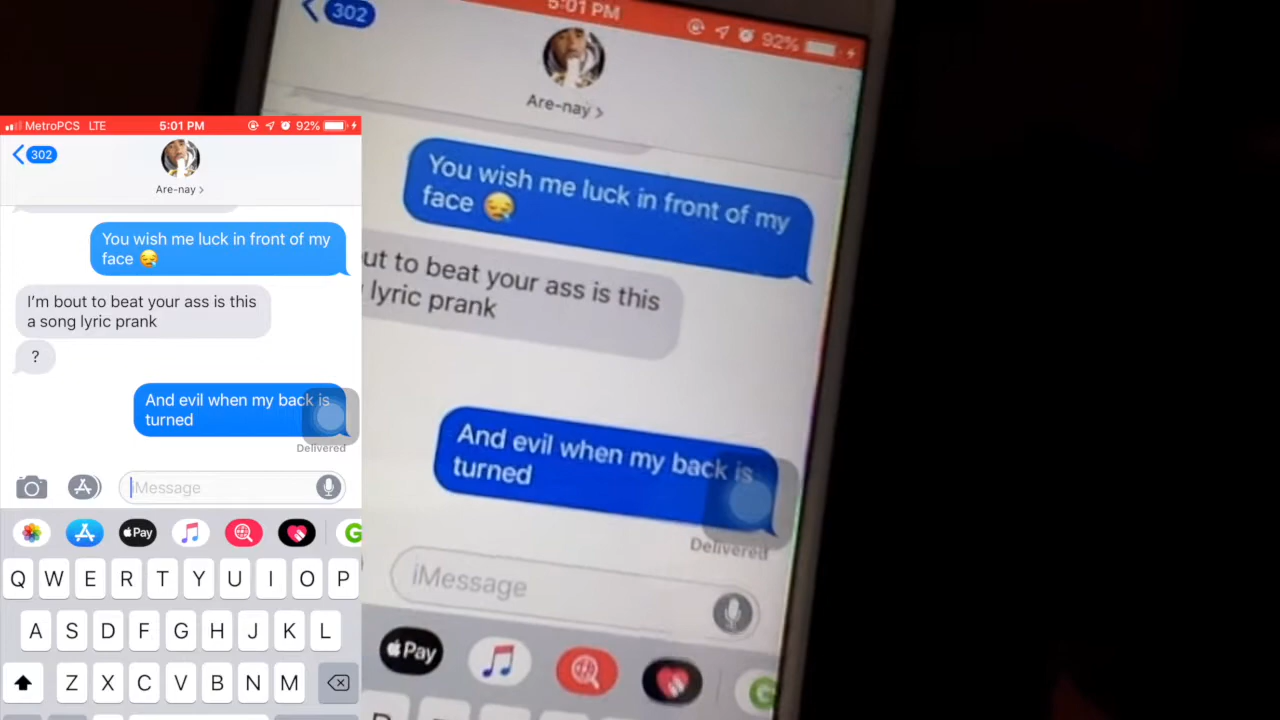 MetroPCS LTE 5:01 PM 92%
302
Are-nay >
You wish me luck in front of my
face 😪
I'm bout to beat your ass is this
a song lyric prank
?
And evil when my back is
turned
Delivered
iMessage
Pay
Q W E R T Y U I O P
A S D F G H J K L
Z X C V B N M
5:01 PM 92%
302
Are-nay >
You wish me luck in front of my
face 😪
ut to beat your ass is this
lyric prank
And evil when my back is
turned
Delivered
iMessage
Pay